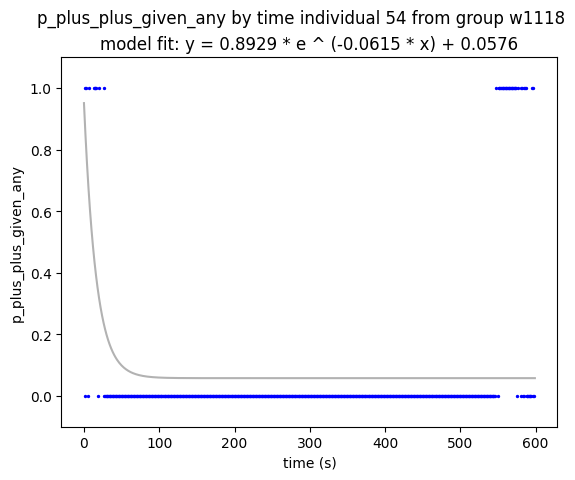 p_plus_plus_given_any by time individual 54 from group w1118
model fit: y = 0.8929 * e ^ (-0.0615 * x) + 0.0576
1.0
0.8
0.6
0.4
0.2
0.0
p_plus_plus_given_any
0 100 200 300 400 500 600
time (s)